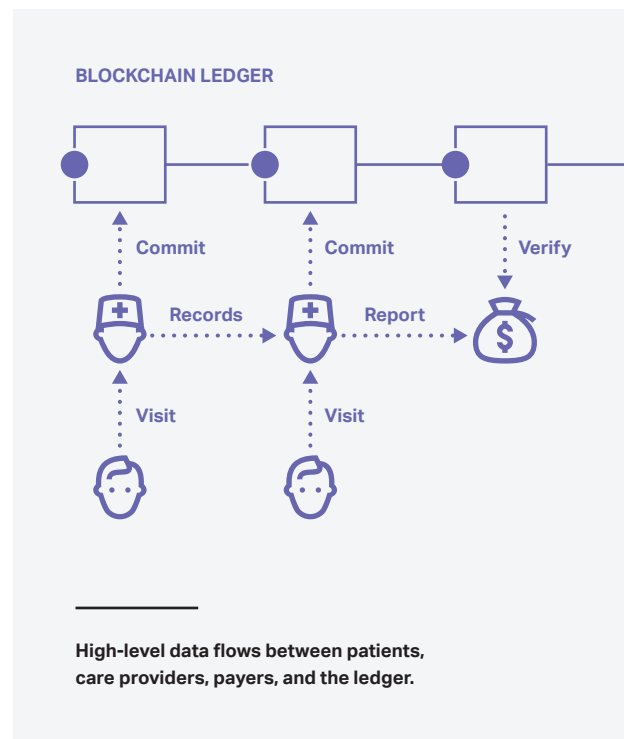 BLOCKCHAIN LEDGER
Commit
Commit
Verify
Records
Report
$
Visit
Visit
High-level data flows between patients,
care providers, payers, and the ledger.